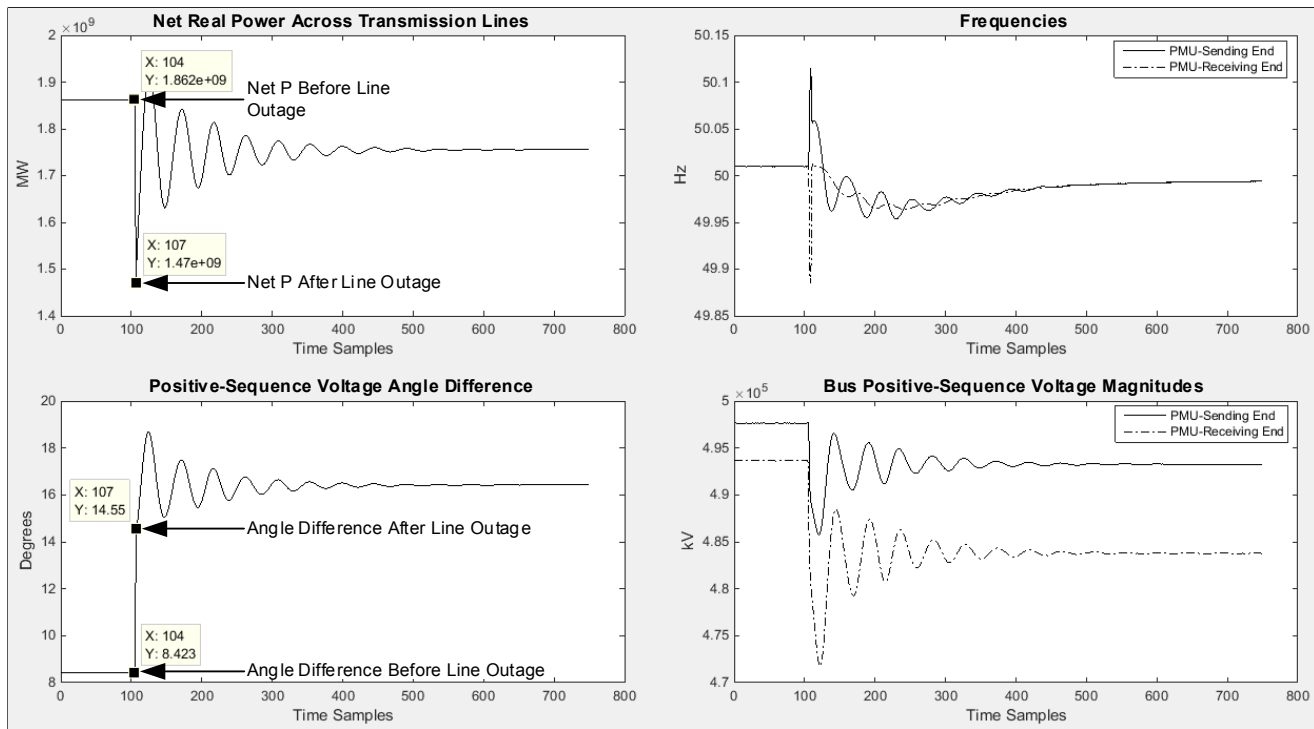 Net Real Power Across Transmission Lines
× 10^9
2
1.9
1.8
1.7
1.6
1.5
1.4
MW
X: 104
Y: 1.862e+09
Net P Before Line
Outage
X: 107
Y: 1.47e+09
Net P After Line Outage
0 100 200 300 400 500 600 700 800
Time Samples
Frequencies
50.15
50.1
50.05
50
49.95
49.9
49.85
Hz
PMU-Sending End
PMU-Receiving End
0 100 200 300 400 500 600 700 800
Time Samples
Positive-Sequence Voltage Angle Difference
20
18
16
14
12
10
8
Degrees
X: 107
Y: 14.55
Angle Difference After Line Outage
X: 104
Y: 8.423
Angle Difference Before Line Outage
0 100 200 300 400 500 600 700 800
Time Samples
Bus Positive-Sequence Voltage Magnitudes
× 10^5
5
4.95
4.9
4.85
4.8
4.75
4.7
kV
PMU-Sending End
PMU-Receiving End
0 100 200 300 400 500 600 700 800
Time Samples